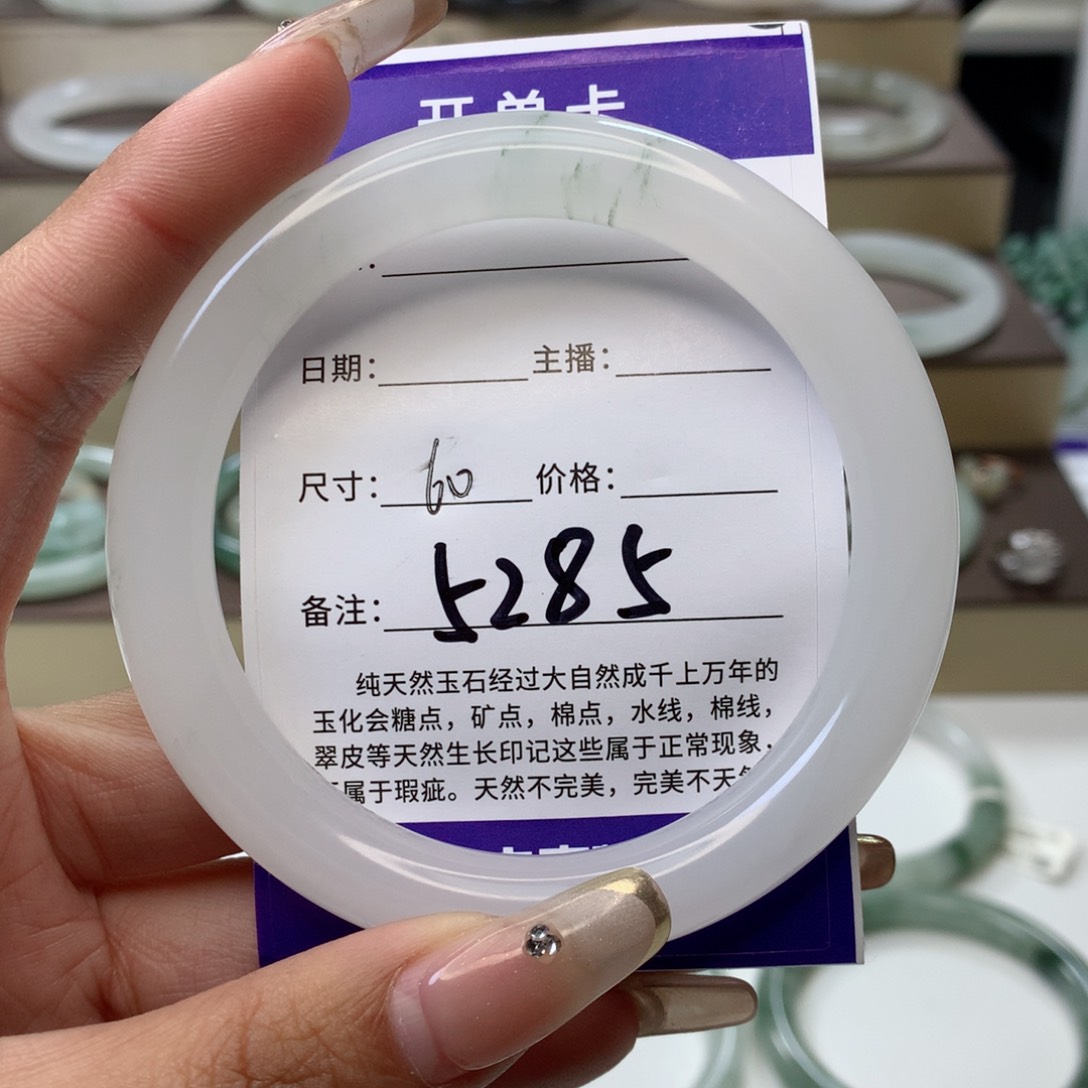 开单卡
日期: 主播:
尺寸: 60 价格:
备注: 5285
纯天然玉石经过大自然成千上万年的
玉化会糖点，矿点，棉点，水线，棉线，
翠皮等天然生长印记这些属于正常现象，
属于瑕疵。天然不完美，完美不天